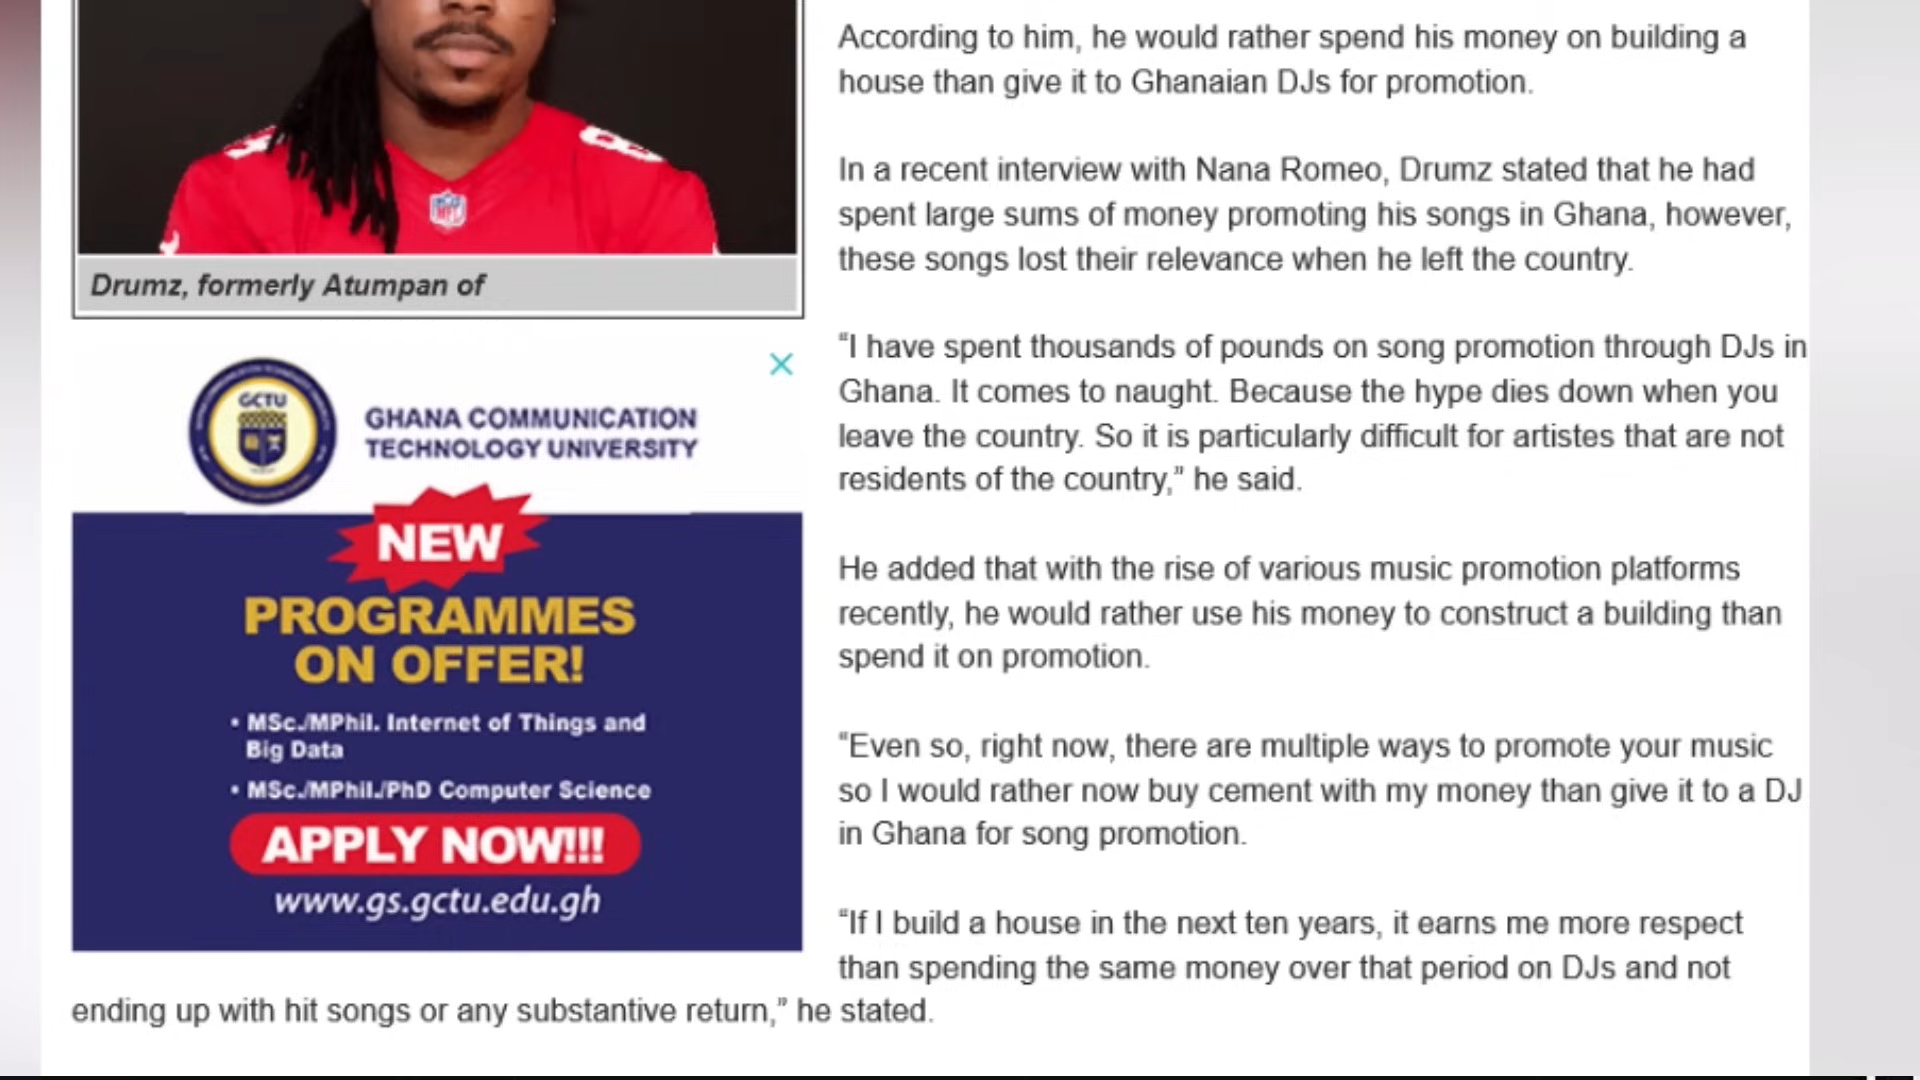 According to him, he would rather spend his money on building a
house than give it to Ghanaian DJs for promotion.
In a recent interview with Nana Romeo, Drumz stated that he had
spent large sums of money promoting his songs in Ghana, however,
these songs lost their relevance when he left the country.
“I have spent thousands of pounds on song promotion through DJs in
Ghana. It comes to naught. Because the hype dies down when you
leave the country. So it is particularly difficult for artistes that are not
residents of the country,” he said.
He added that with the rise of various music promotion platforms
recently, he would rather use his money to construct a building than
spend it on promotion.
“Even so, right now, there are multiple ways to promote your music
so I would rather now buy cement with my money than give it to a DJ
in Ghana for song promotion.
“If I build a house in the next ten years, it earns me more respect
than spending the same money over that period on DJs and not
ending up with hit songs or any substantive return,” he stated.
NFL
Drumz, formerly Atumpan of
GCTU
GHANA COMMUNICATION
TECHNOLOGY UNIVERSITY
NEW
PROGRAMMES
ON OFFER!
• MSc./MPhil. Internet of Things and
Big Data
• MSc./MPhil./PhD Computer Science
APPLY NOW!!!
www.gs.gctu.edu.gh